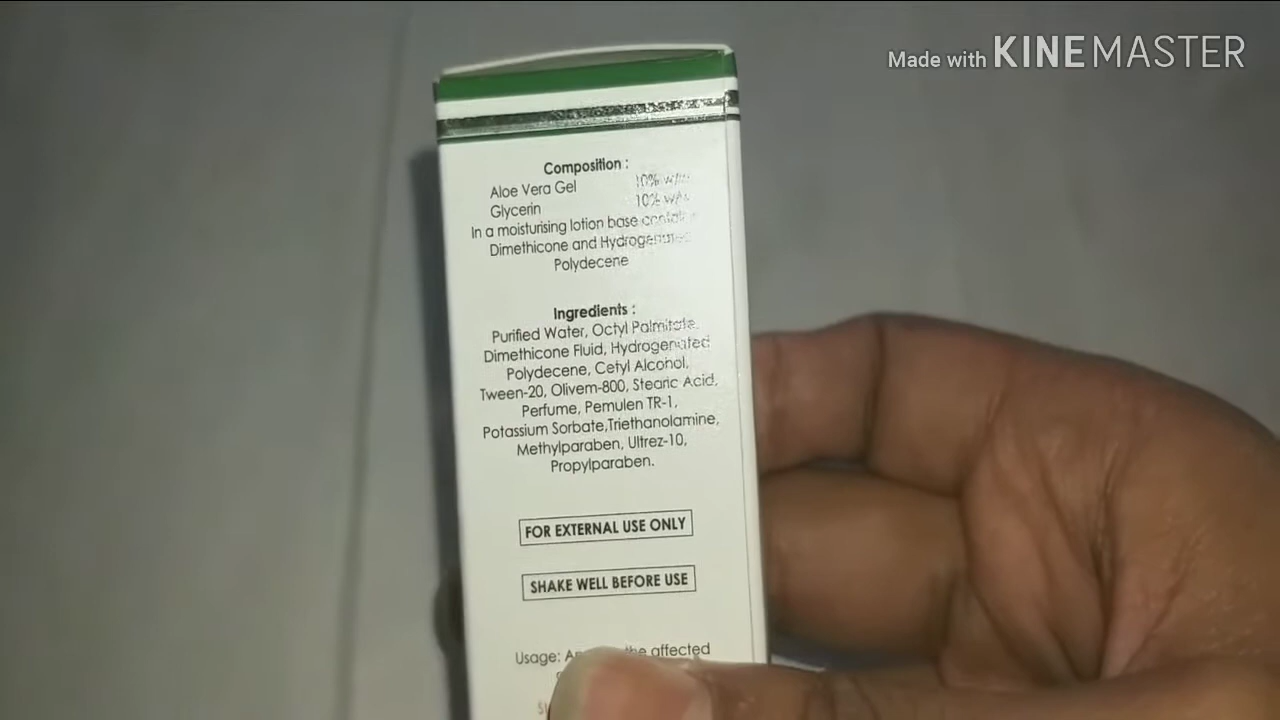 Made with KINEMASTER
Composition :
Aloe Vera Gel 10%
Glycerin 10%
In a moisturising lotion base
Dimethicone and
Polydecene
Ingredients :
Purified Water, Octyl Palmitate,
Dimethicone Fluid, Hydrogenated
Polydecene, Cetyl Alcohol,
Tween-20, Olivem-800, Stearic Acid,
Perfume, Pemulen TR-1,
Potassium Sorbate,Triethanolamine,
Methylparaben, Ultrez-10,
Propylparaben.
FOR EXTERNAL USE ONLY
SHAKE WELL BEFORE USE
Usage: the affected